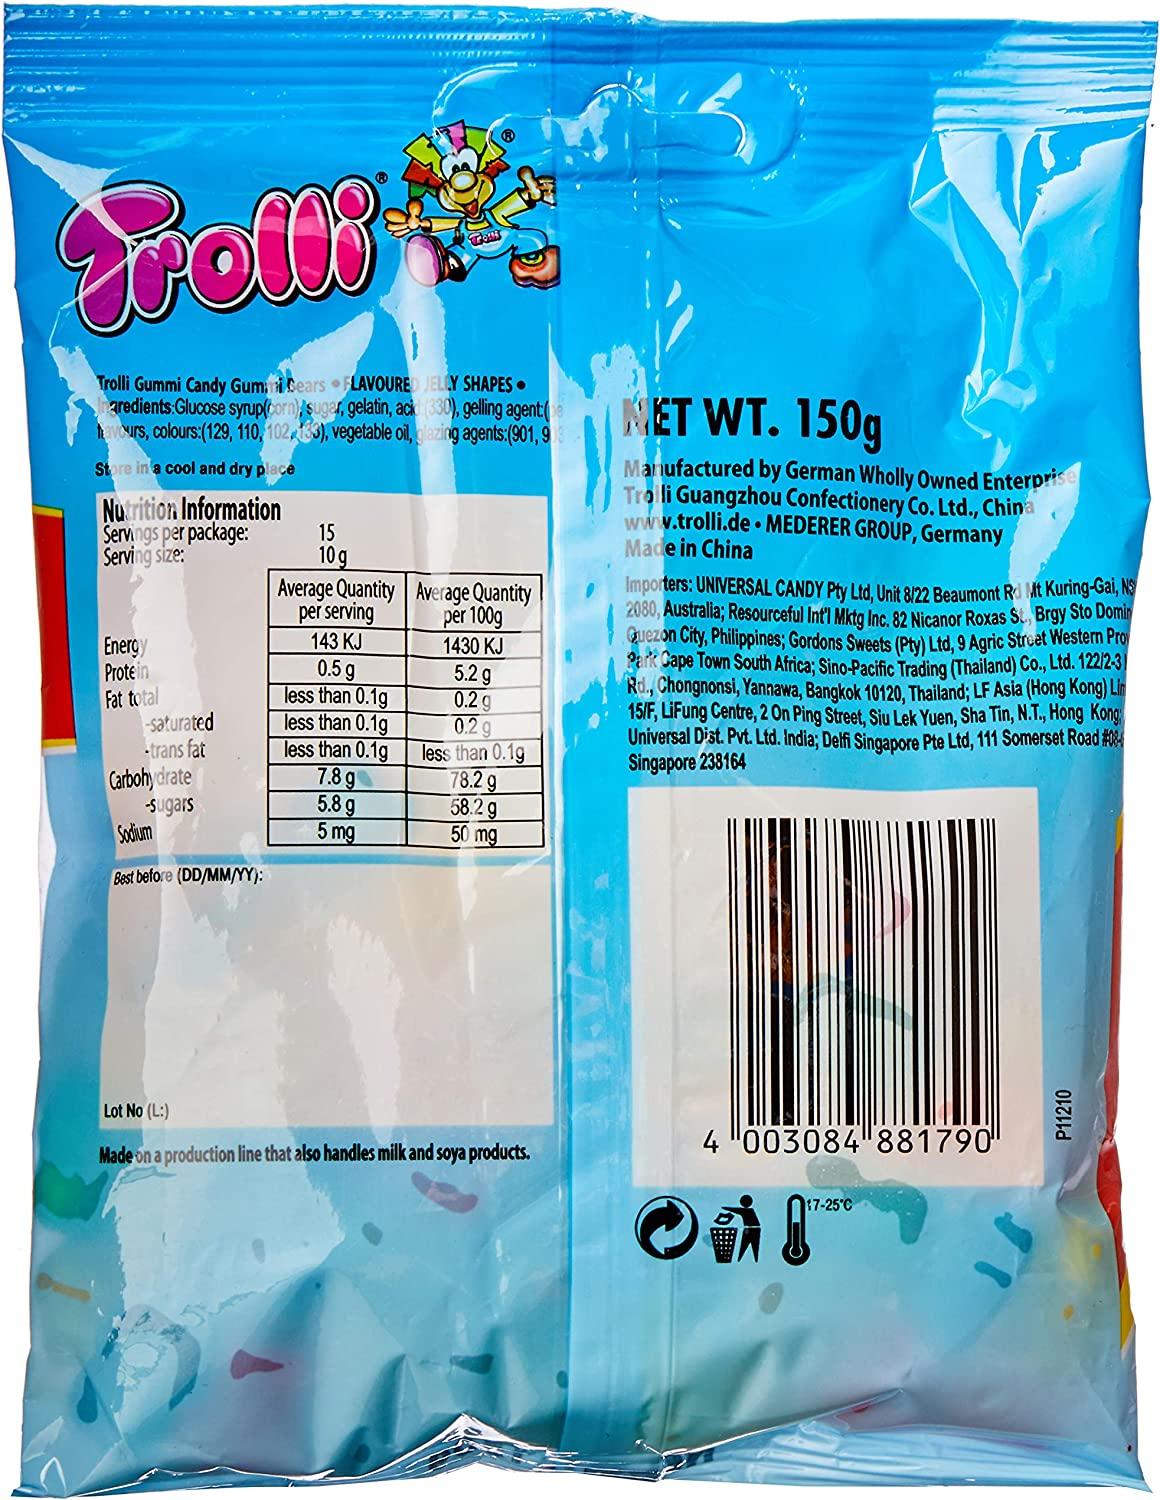 Trolli®
®
Trolli
Trolli Gummi Candy Gummi Bears • FLAVOURED JELLY SHAPES •
Ingredients:Glucose syrup(corn), sugar, gelatin, acid:(330), gelling agent:(pe
flavours, colours:(129, 110, 102, 133), vegetable oil, glazing agents:(901, 903
Store in a cool and dry place
Nutrition Information
Servings per package: 15
Serving size: 10 g
Average Quantity per serving Average Quantity per 100g
Energy 143 KJ 1430 KJ
Protein 0.5 g 5.2 g
Fat total less than 0.1g 0.2 g
-saturated less than 0.1g 0.2 g
-trans fat less than 0.1g less than 0.1g
Carbohydrate 7.8 g 78.2 g
-sugars 5.8 g 58.2 g
Sodium 5 mg 50 mg
Best before (DD/MM/YY):
Lot No (L:)
Made on a production line that also handles milk and soya products.
NET WT. 150g
Manufactured by German Wholly Owned Enterprise
Trolli Guangzhou Confectionery Co. Ltd., China
www.trolli.de • MEDERER GROUP, Germany
Made in China
Importers: UNIVERSAL CANDY Pty Ltd, Unit 8/22 Beaumont Rd Mt Kuring-Gai, NS
2080, Australia; Resourceful Int'l Mktg Inc. 82 Nicanor Roxas St., Brgy Sto Domin
Quezon City, Philippines; Gordons Sweets (Pty) Ltd, 9 Agric Street Western Pro
Park Cape Town South Africa; Sino-Pacific Trading (Thailand) Co., Ltd. 122/2-3
Rd., Chongnonsi, Yannawa, Bangkok 10120, Thailand; LF Asia (Hong Kong) Lim
15/F, LiFung Centre, 2 On Ping Street, Siu Lek Yuen, Sha Tin, N.T., Hong Kong;
Universal Dist. Pvt. Ltd. India; Delfi Singapore Pte Ltd, 111 Somerset Road #08-
Singapore 238164
4 003084 881790
P11210
17-25°C